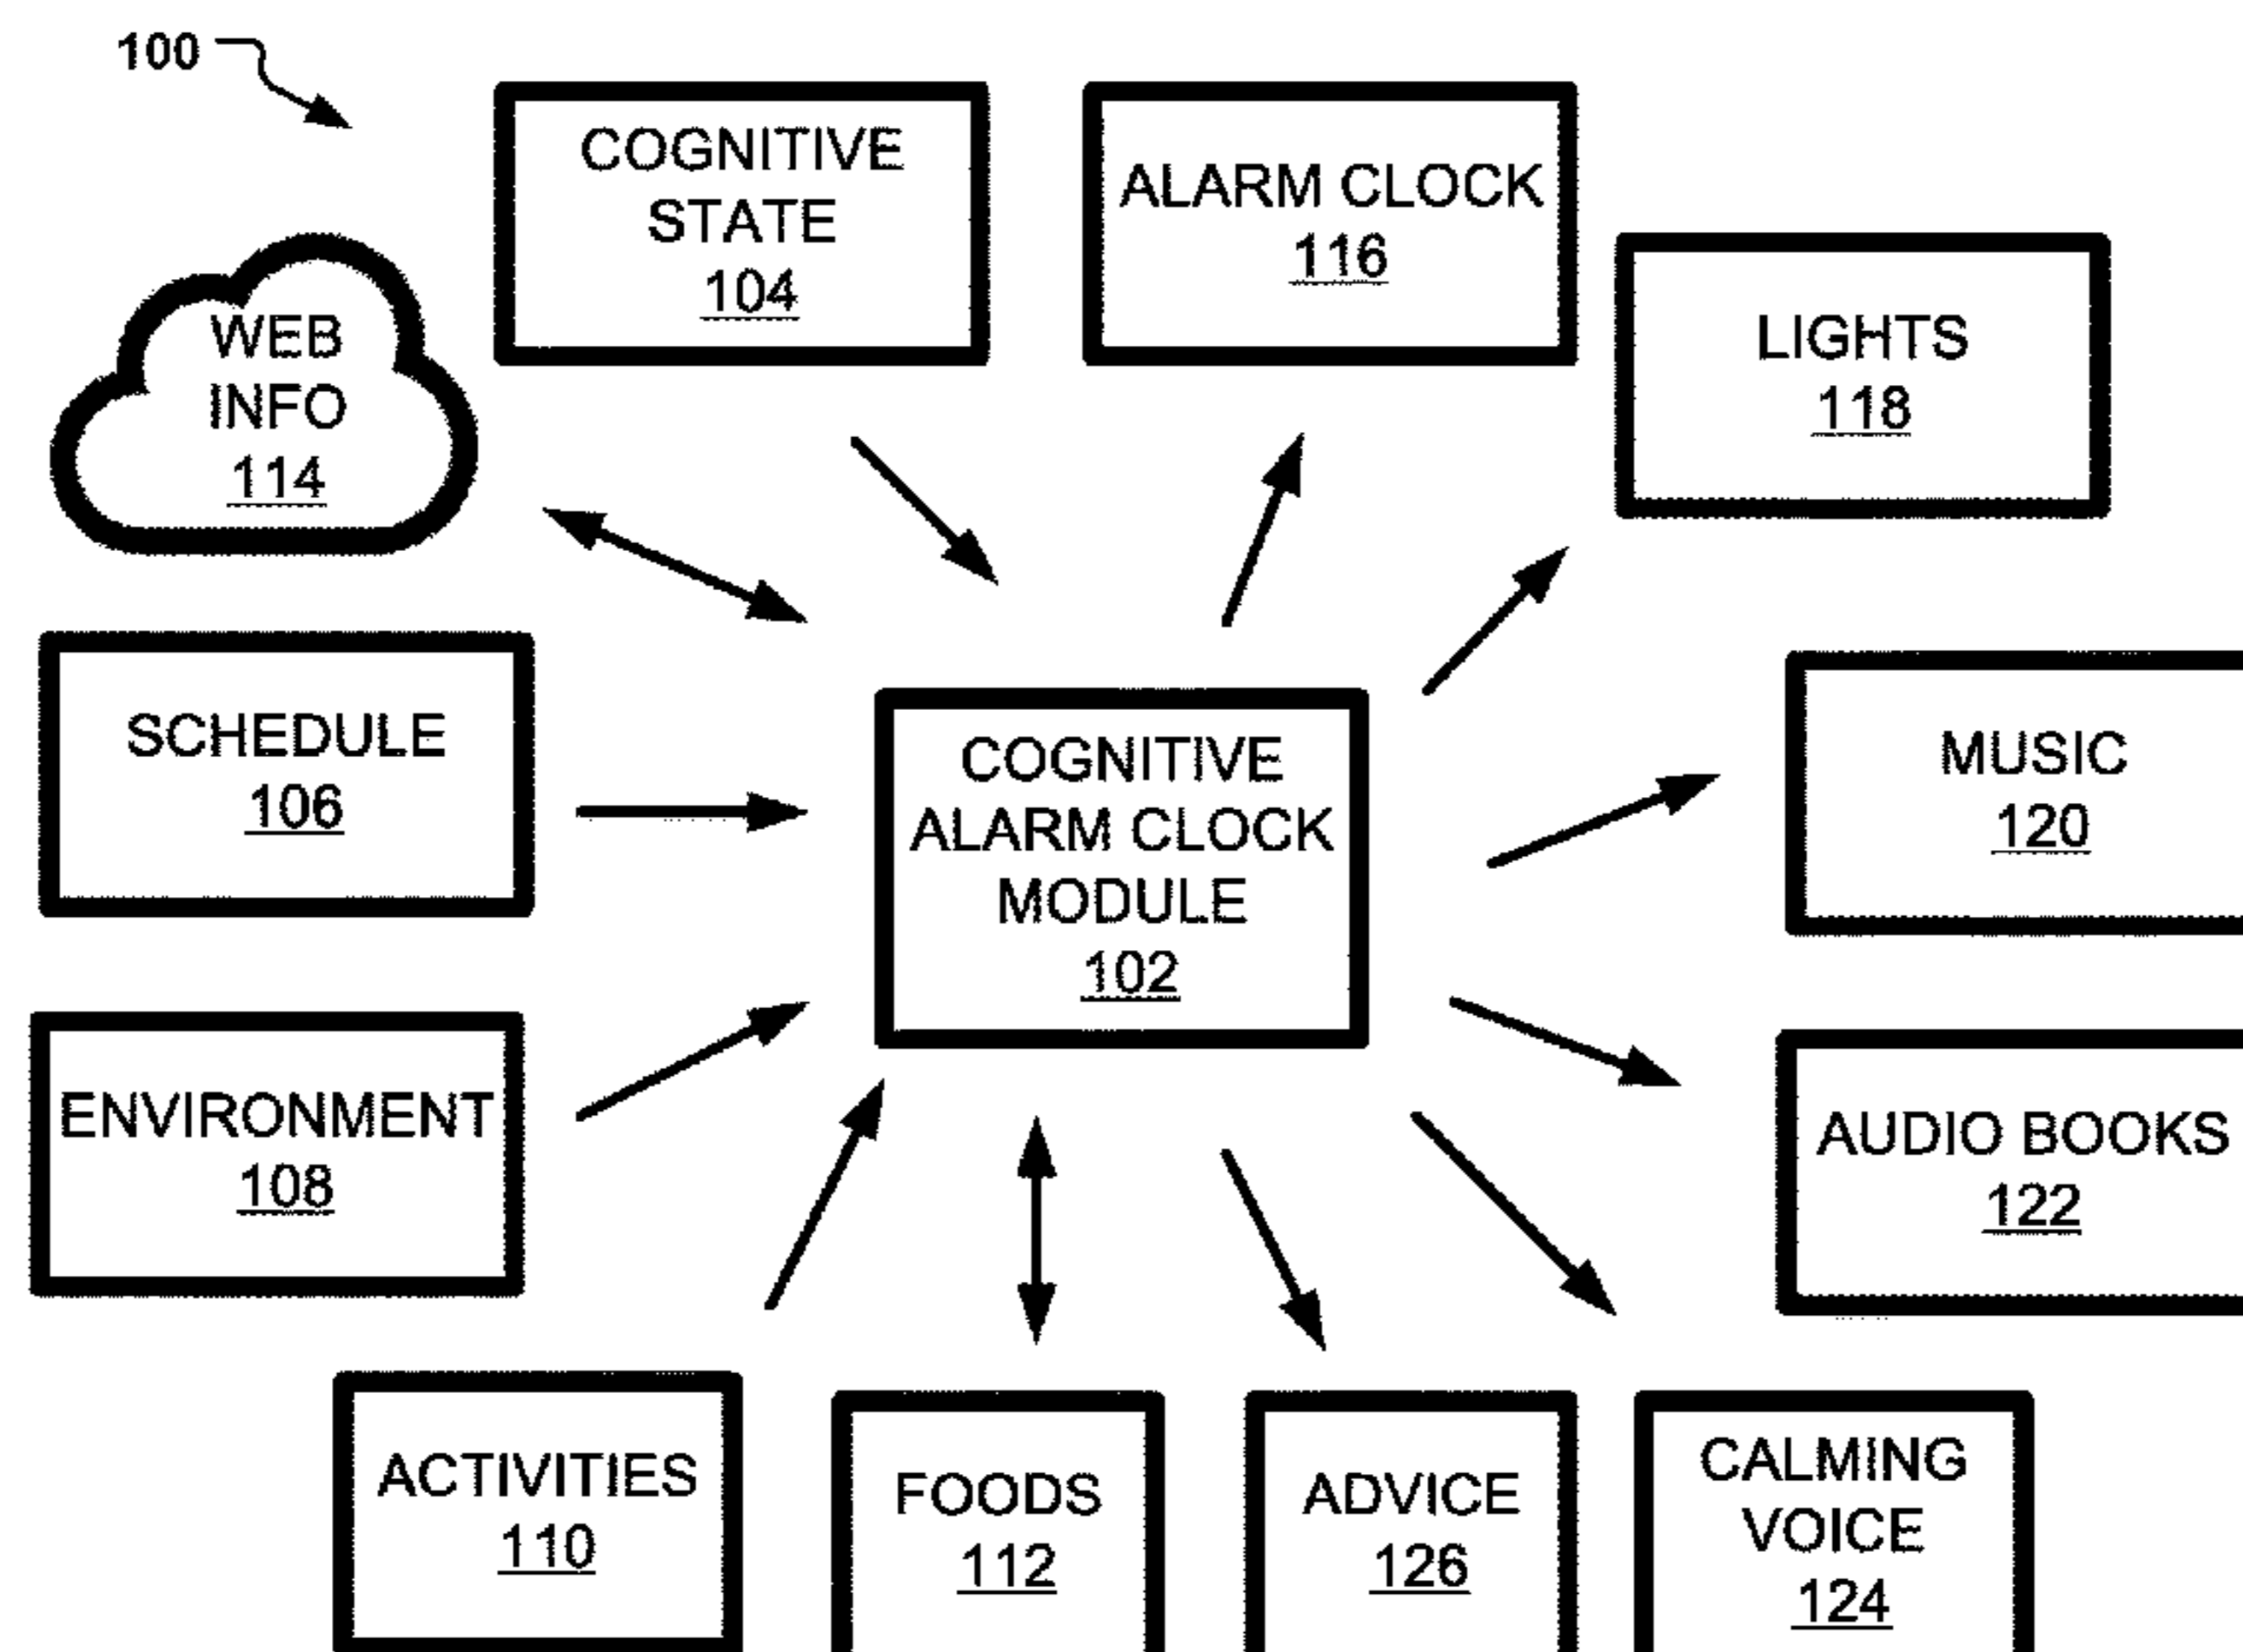 100
COGNITIVE
STATE
104
ALARM CLOCK
116
WEB
INFO
114
LIGHTS
118
SCHEDULE
106
COGNITIVE
ALARM CLOCK
MODULE
102
MUSIC
120
ENVIRONMENT
108
AUDIO BOOKS
122
ACTIVITIES
110
FOODS
112
ADVICE
126
CALMING
VOICE
124